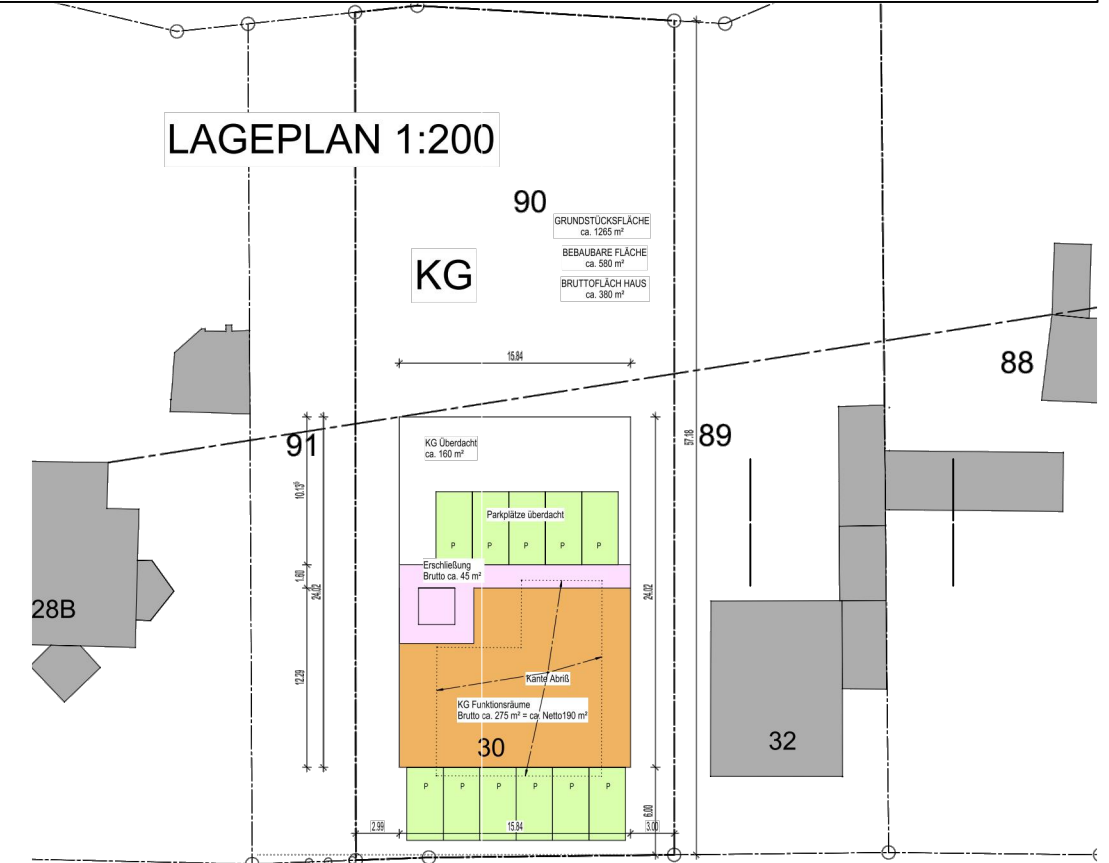 LAGEPLAN 1:200
90
GRUNDSTÜCKSFLÄCHE
ca. 1265 m²
BEBAUBARE FLÄCHE
ca. 580 m²
BRUTTOFLÄCH HAUS
ca. 380 m²
KG
15.84
88
91
57.18
89
KG Überdacht
ca. 160 m²
10.13⁵
Parkplätze überdacht
P P P P P
Erschließung
Brutto ca. 45 m²
1.60
24.02
24.02
28B
12.29
Kante Abriß
KG Funktionsräume
Brutto ca. 275 m² = ca. Netto190 m²
30
32
P P P P P P
6.00
2.99
15.84
3.00